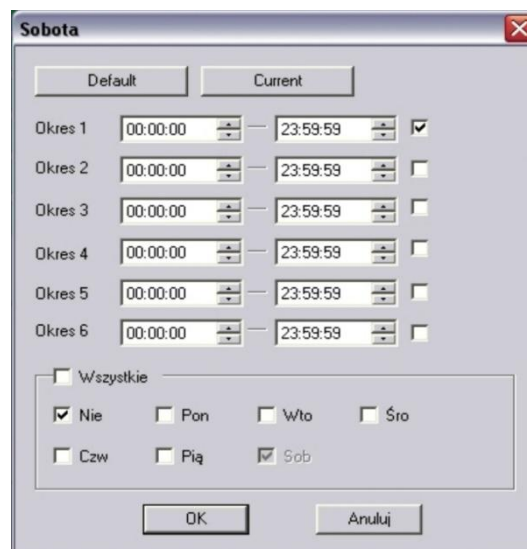 Sobota
Default Current
Okres 1 00:00:00 — 23:59:59
Okres 2 00:00:00 — 23:59:59
Okres 3 00:00:00 — 23:59:59
Okres 4 00:00:00 — 23:59:59
Okres 5 00:00:00 — 23:59:59
Okres 6 00:00:00 — 23:59:59
Wszystkie
Nie Pon Wto Śro
Czw Pią Sob
OK Anuluj